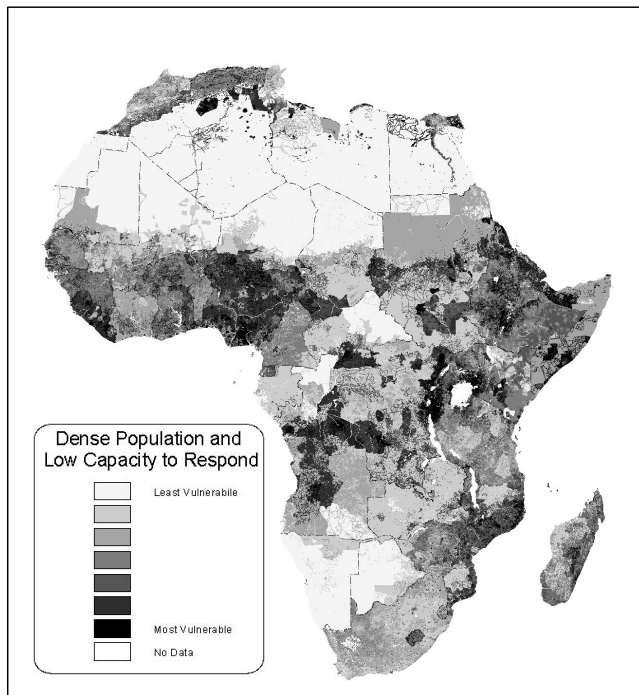 Dense Population and
Low Capacity to Respond
Least Vulnerabile
Most Vulnerable
No Data